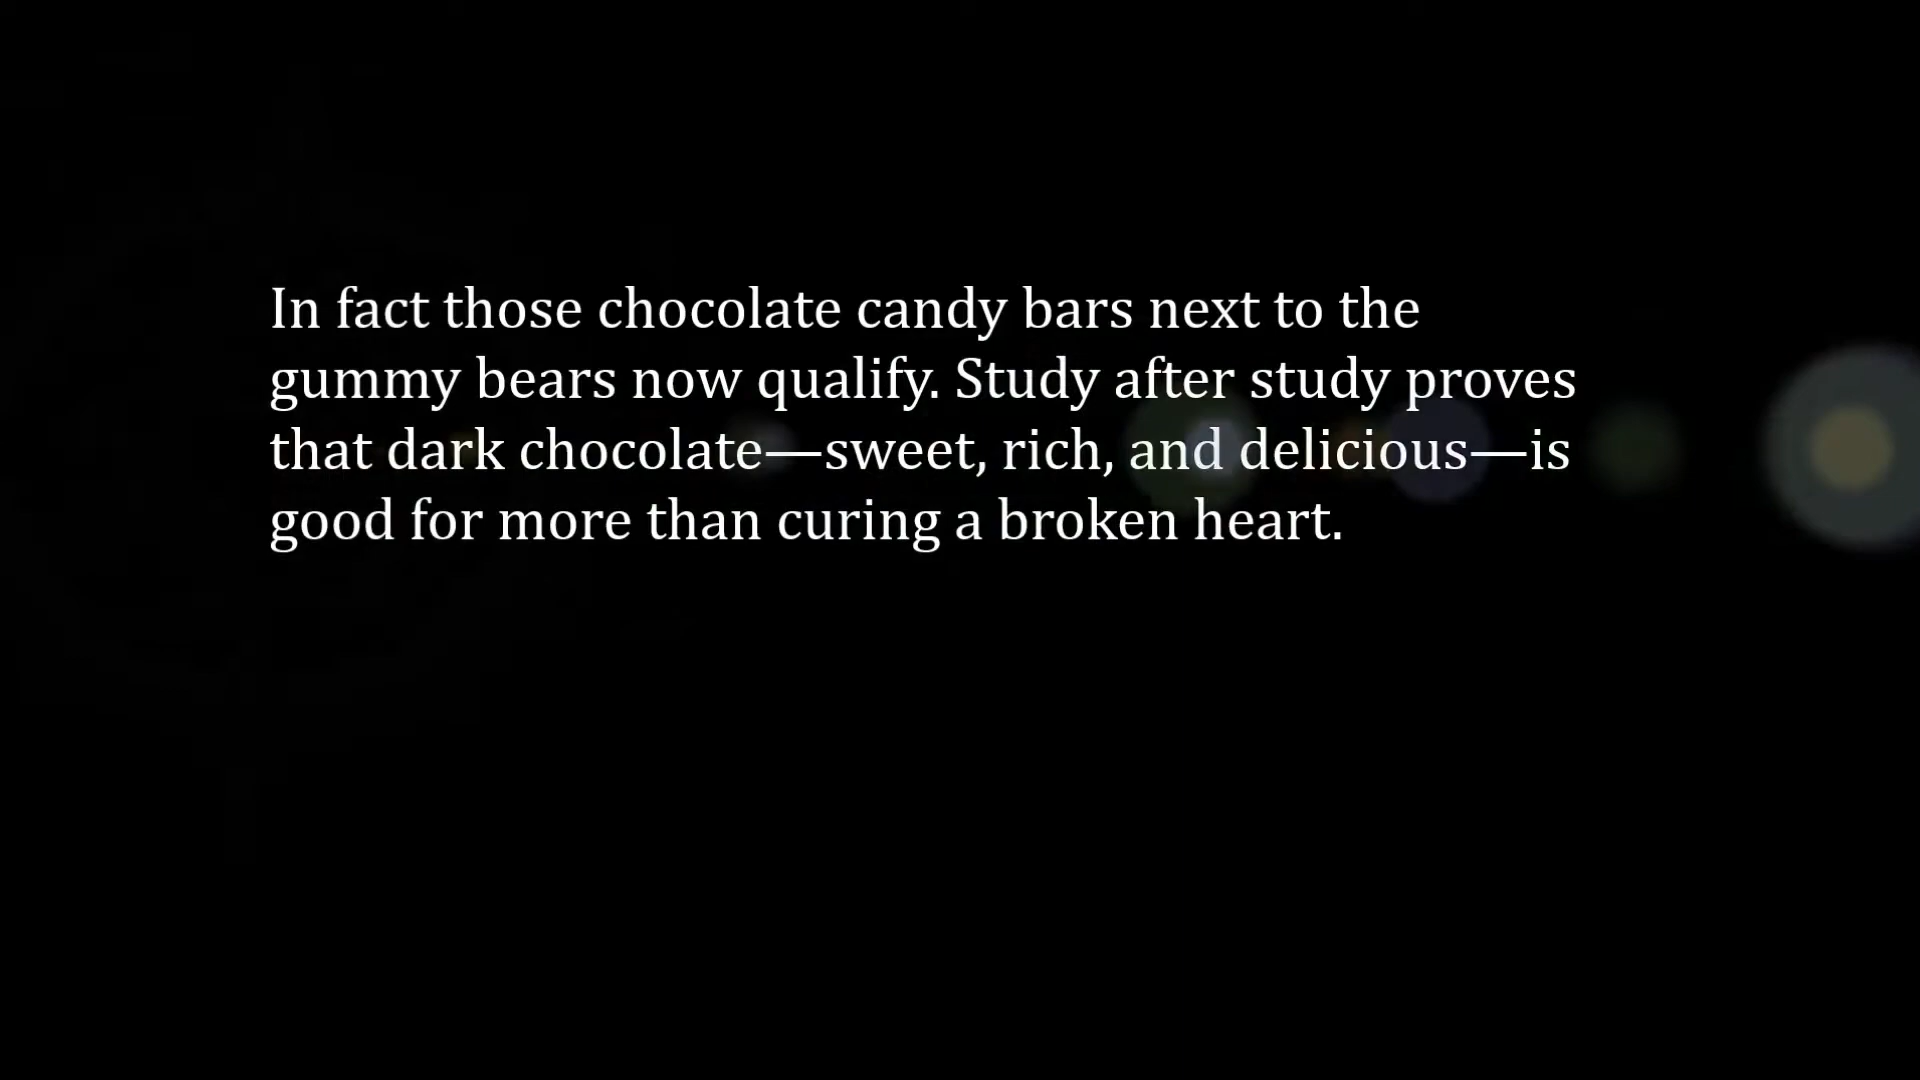 In fact those chocolate candy bars next to the
gummy bears now qualify. Study after study proves
that dark chocolate—sweet, rich, and delicious—is
good for more than curing a broken heart.